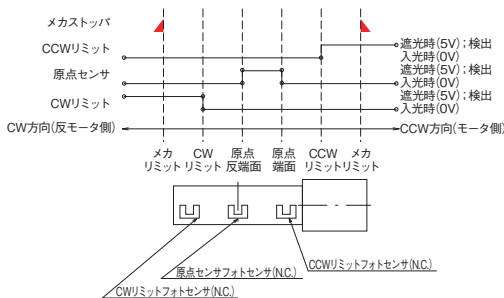 メカストッパ
CCWリミット
遮光時(5V);検出
入光時(0V)
原点センサ
遮光時(5V);検出
入光時(0V)
CWリミット
遮光時(5V);検出
入光時(0V)
CW方向(反モータ側)
CCW方向(モータ側)
メカ
リミット
CW
リミット
原点
反端面
原点
端面
CCW
リミット
メカ
リミット
CCWリミットフォトセンサ(N.C.)
原点センサフォトセンサ(N.C.)
CWリミットフォトセンサ(N.C.)